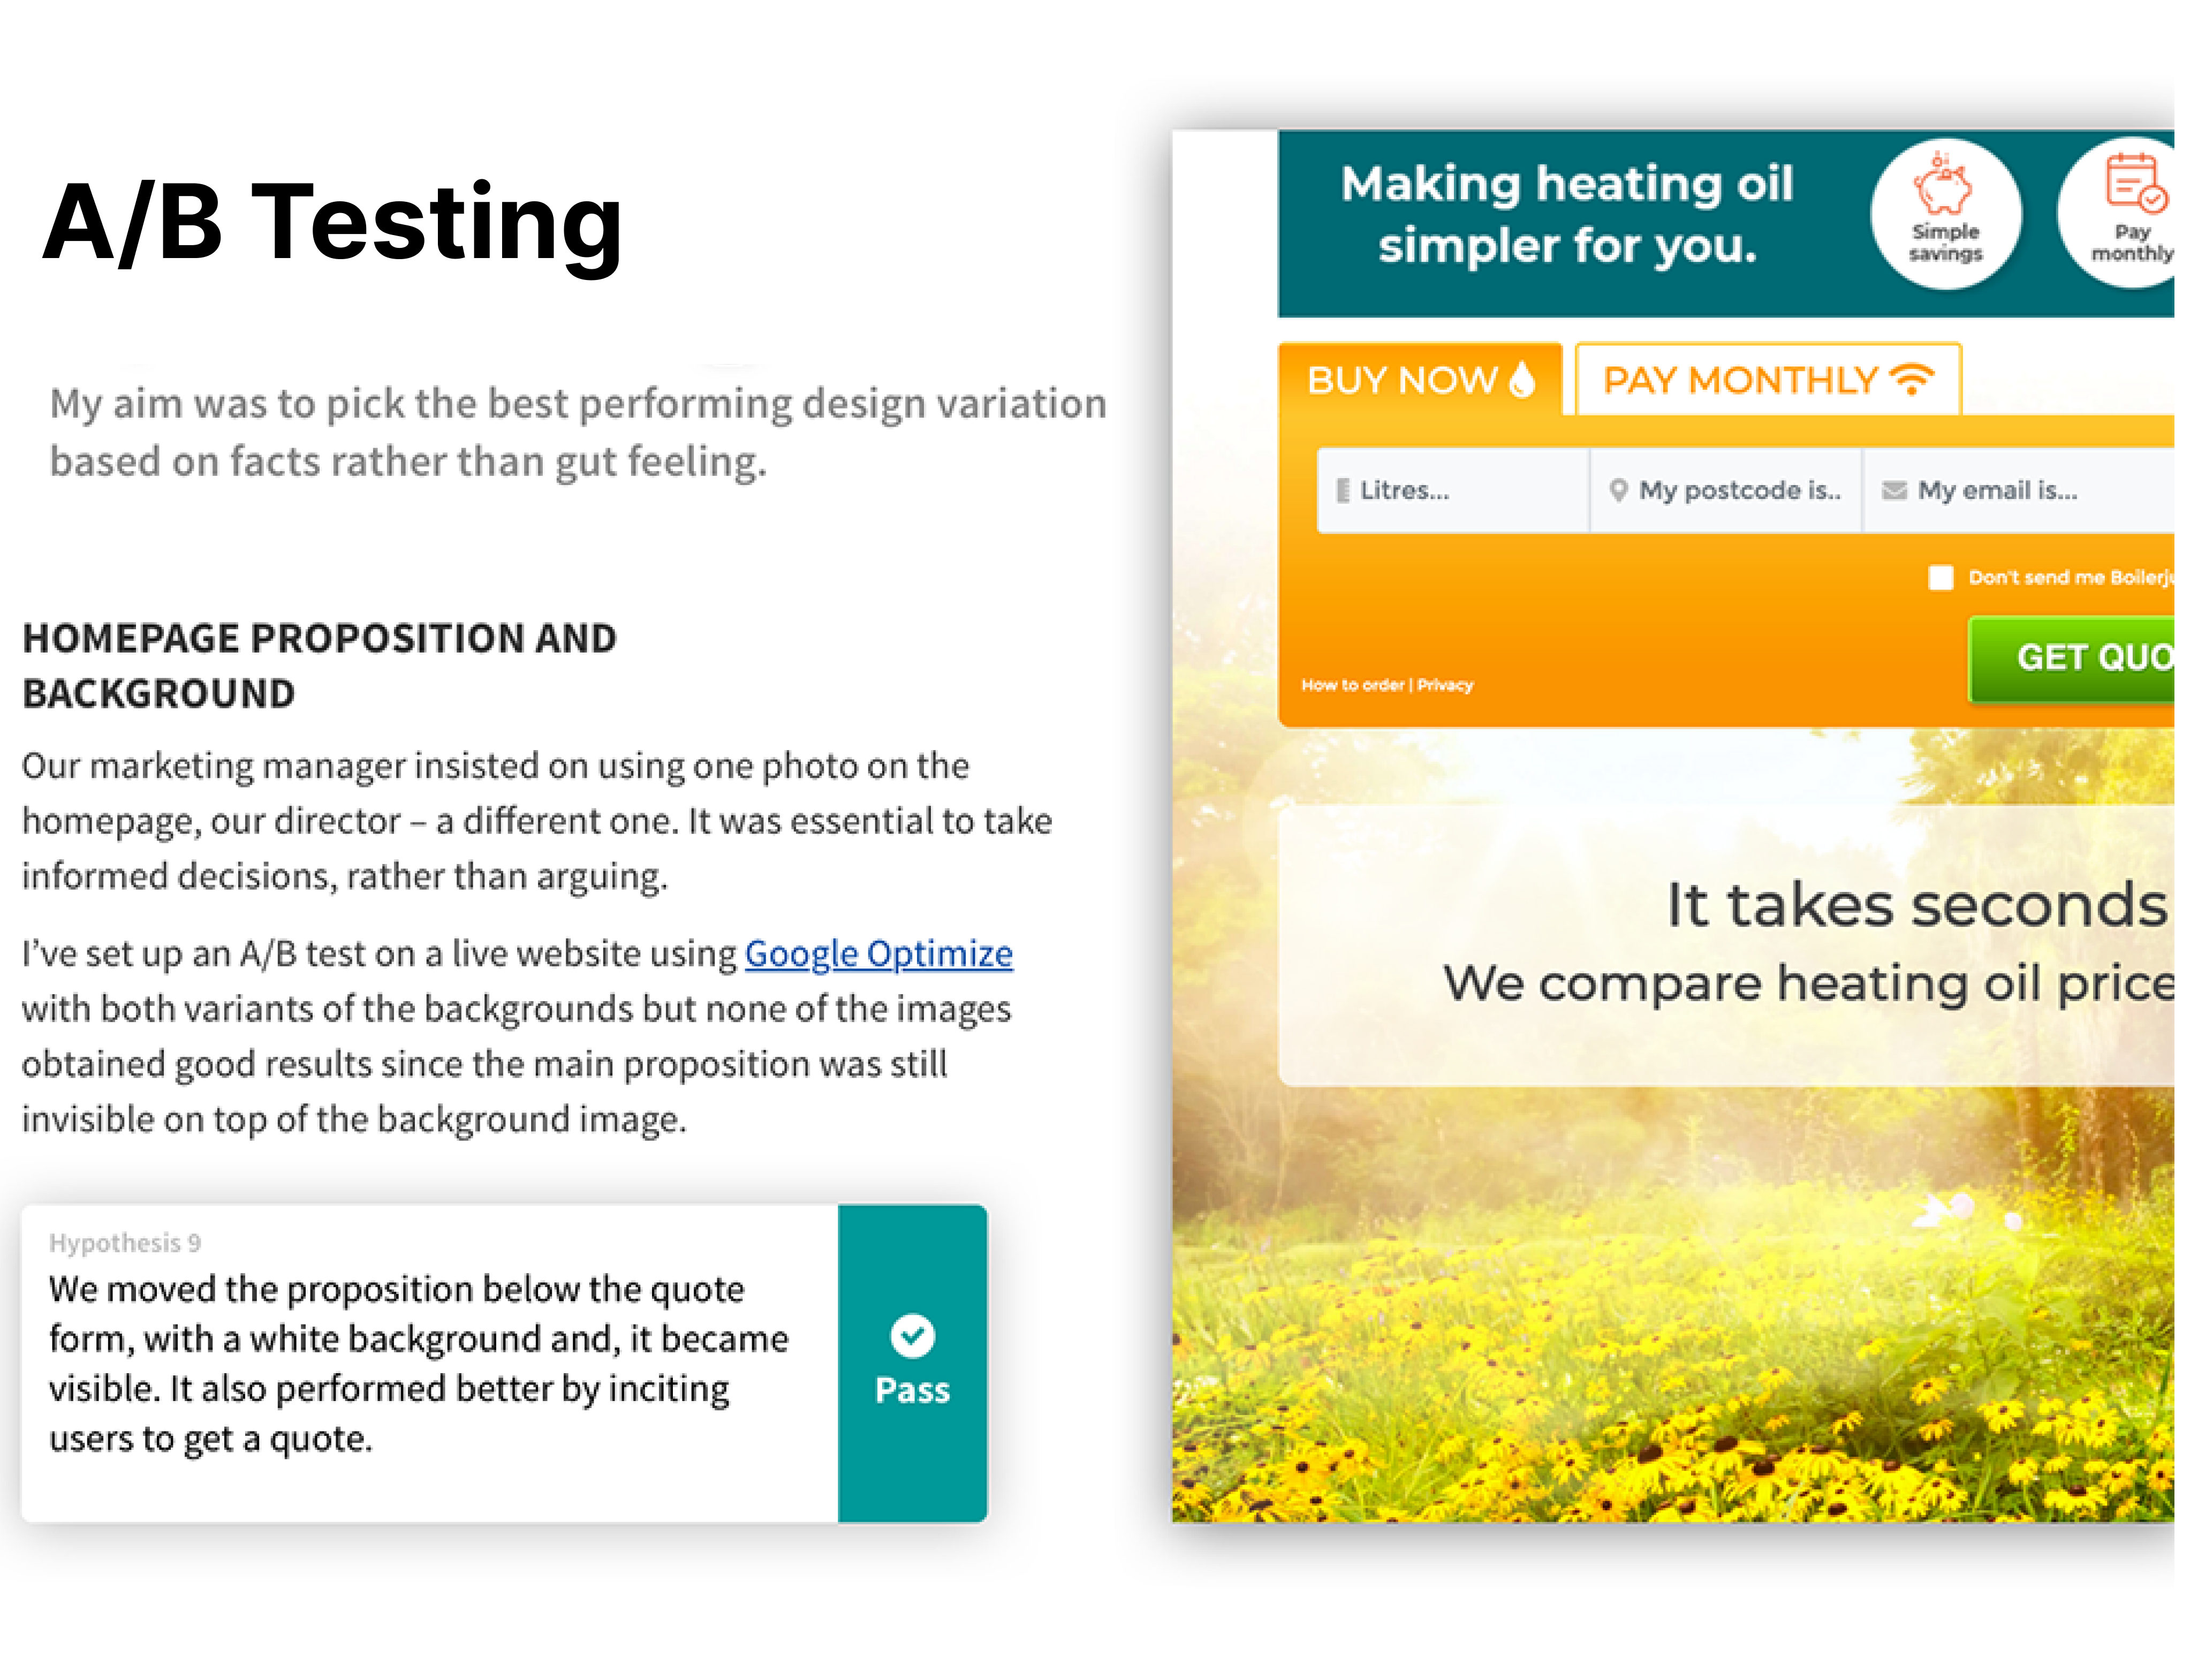 A/B Testing
My aim was to pick the best performing design variation
based on facts rather than gut feeling.
HOMEPAGE PROPOSITION AND
BACKGROUND
Our marketing manager insisted on using one photo on the
homepage, our director – a different one. It was essential to take
informed decisions, rather than arguing.
I've set up an A/B test on a live website using Google Optimize
with both variants of the backgrounds but none of the images
obtained good results since the main proposition was still
invisible on top of the background image.
Hypothesis 9
We moved the proposition below the quote
form, with a white background and, it became
visible. It also performed better by inciting
users to get a quote.
Pass
Making heating oil
simpler for you.
Simple
savings
Pay
monthly
BUY NOW
PAY MONTHLY
Litres...
My postcode is..
My email is...
Don't send me
GET
How to order | Privacy
It takes seconds
We compare heating oil